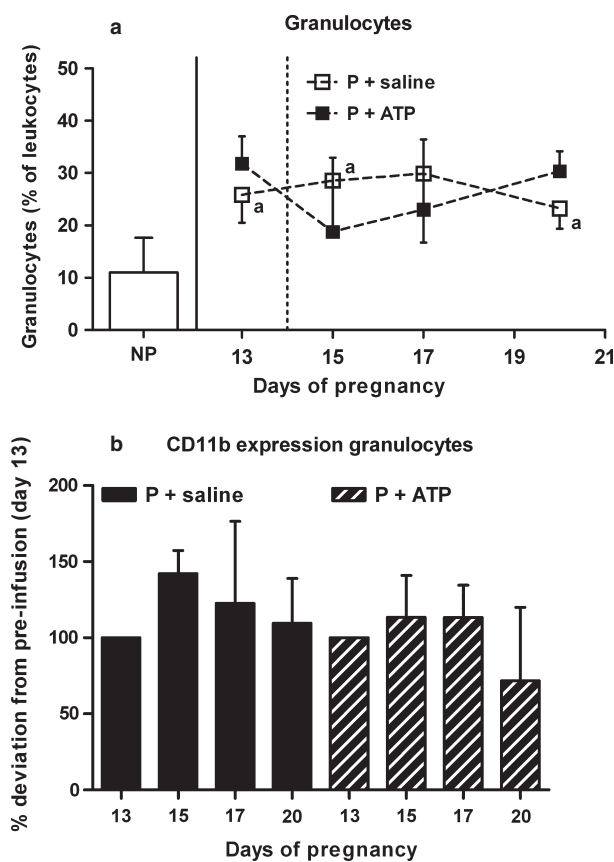 a Granulocytes
Granulocytes (% of leukocytes)
50
40
30
20
10
0
P + saline
P + ATP
a
a
a
NP 13 15 17 19 21
Days of pregnancy
b CD11b expression granulocytes
% deviation from pre-infusion (day 13)
P + saline P + ATP
200
150
100
50
0
13 15 17 20 13 15 17 20
Days of pregnancy